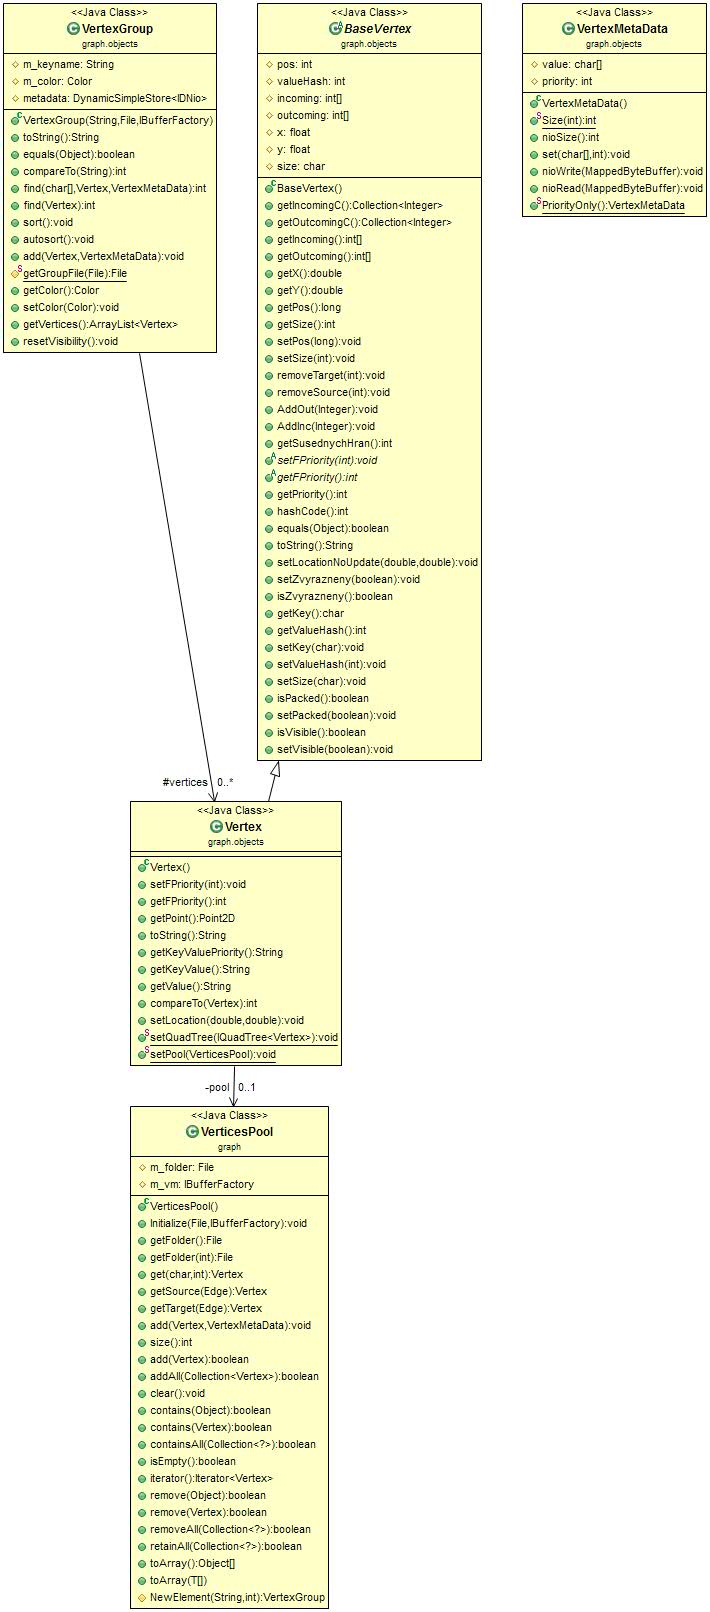 <<Java Class>>
VertexGroup
graph.objects
m_keyname: String
m_color: Color
metadata: DynamicSimpleStore<IDNio>
VertexGroup(String,File,IBufferFactory)
toString():String
equals(Object):boolean
compareTo(String):int
find(char[],Vertex,VertexMetaData):int
find(Vertex):int
sort():void
autosort():void
add(Vertex,VertexMetaData):void
getGroupFile(File):File
getColor():Color
setColor(Color):void
getVertices():ArrayList<Vertex>
resetVisibility():void
<<Java Class>>
BaseVertex
graph.objects
pos: int
valueHash: int
incoming: int[]
outcoming: int[]
x: float
y: float
size: char
BaseVertex()
getIncomingC():Collection<Integer>
getOutcomingC():Collection<Integer>
getIncoming():int[]
getOutcoming():int[]
getX():double
getY():double
getPos():long
getSize():int
setPos(long):void
setSize(int):void
removeTarget(int):void
removeSource(int):void
AddOut(Integer):void
AddInc(Integer):void
getSusednychHran():int
setFPriority(int):void
getFPriority():int
getPriority():int
hashCode():int
equals(Object):boolean
toString():String
setLocationNoUpdate(double,double):void
setZvyrazneny(boolean):void
isZvyrazneny():boolean
getKey():char
getValueHash():int
setKey(char):void
setValueHash(int):void
setSize(char):void
isPacked():boolean
setPacked(boolean):void
isVisible():boolean
setVisible(boolean):void
<<Java Class>>
VertexMetaData
graph.objects
value: char[]
priority: int
VertexMetaData()
Size(int):int
nioSize():int
set(char[],int):void
nioWrite(MappedByteBuffer):void
nioRead(MappedByteBuffer):void
PriorityOnly():VertexMetaData
#vertices 0..*
<<Java Class>>
Vertex
graph.objects
Vertex()
setFPriority(int):void
getFPriority():int
getPoint():Point2D
toString():String
getKeyValuePriority():String
getKeyValue():String
getValue():String
compareTo(Vertex):int
setLocation(double,double):void
setQuadTree(IQuadTree<Vertex>):void
setPool(VerticesPool):void
-pool 0..1
<<Java Class>>
VerticesPool
graph
m_folder: File
m_vm: IBufferFactory
VerticesPool()
Initialize(File,IBufferFactory):void
getFolder():File
getFolder(int):File
get(char,int):Vertex
getSource(Edge):Vertex
getTarget(Edge):Vertex
add(Vertex,VertexMetaData):void
size():int
add(Vertex):boolean
addAll(Collection<Vertex>):boolean
clear():void
contains(Object):boolean
contains(Vertex):boolean
containsAll(Collection<?>):boolean
isEmpty():boolean
iterator():Iterator<Vertex>
remove(Object):boolean
remove(Vertex):boolean
removeAll(Collection<?>):boolean
retainAll(Collection<?>):boolean
toArray():Object[]
toArray(T[])
NewElement(String,int):VertexGroup